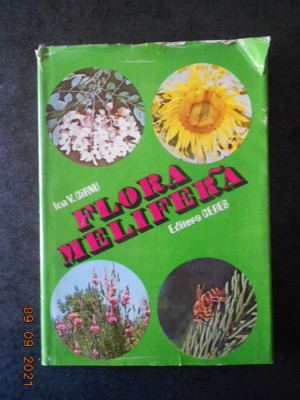 Ion V. CÎRNU
FLORA
MELIFERĂ
Editura CERES
09 09 2021